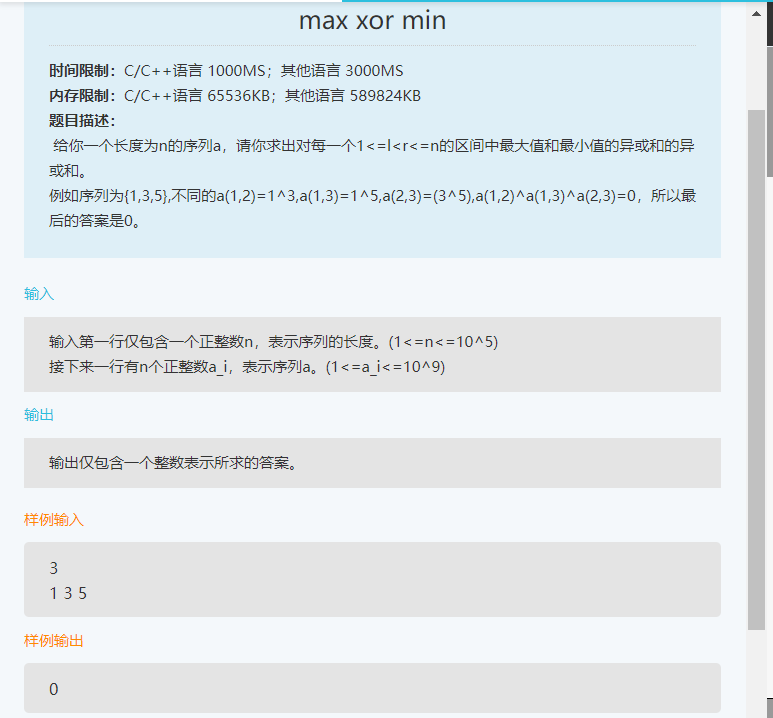 max xor min
时间限制：C/C++语言 1000MS；其他语言 3000MS
内存限制：C/C++语言 65536KB；其他语言 589824KB
题目描述：
给你一个长度为n的序列a，请你求出对每一个1<=l<r<=n的区间中最大值和最小值的异或和的异
或和。
例如序列为{1,3,5},不同的a(1,2)=1^3,a(1,3)=1^5,a(2,3)=(3^5),a(1,2)^a(1,3)^a(2,3)=0，所以最
后的答案是0。
输入
输入第一行仅包含一个正整数n，表示序列的长度。(1<=n<=10^5)
接下来一行有n个正整数a_i，表示序列a。(1<=a_i<=10^9)
输出
输出仅包含一个整数表示所求的答案。
样例输入
3
1 3 5
样例输出
0